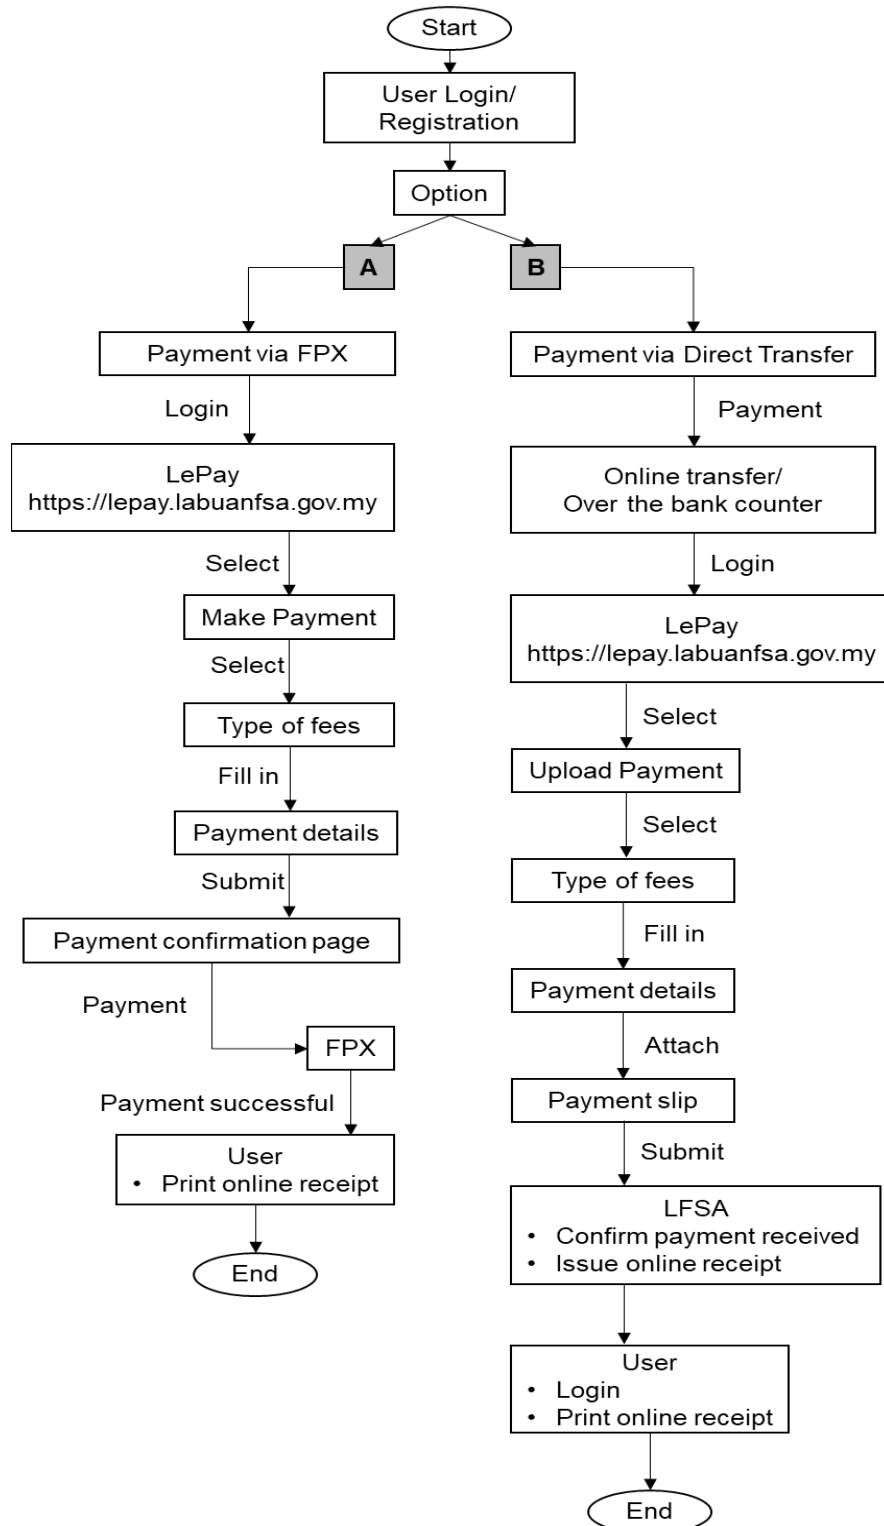 Start
User Login/
Registration
Option
A
Payment via FPX
Login
LePay
https://lepay.labuanfsa.gov.my
Select
Make Payment
Select
Type of fees
Fill in
Payment details
Submit
Payment confirmation page
Payment
FPX
Payment successful
User
• Print online receipt
End
B
Payment via Direct Transfer
Payment
Online transfer/
Over the bank counter
Login
LePay
https://lepay.labuanfsa.gov.my
Select
Upload Payment
Select
Type of fees
Fill in
Payment details
Attach
Payment slip
Submit
LFSA
• Confirm payment received
• Issue online receipt
User
• Login
• Print online receipt
End